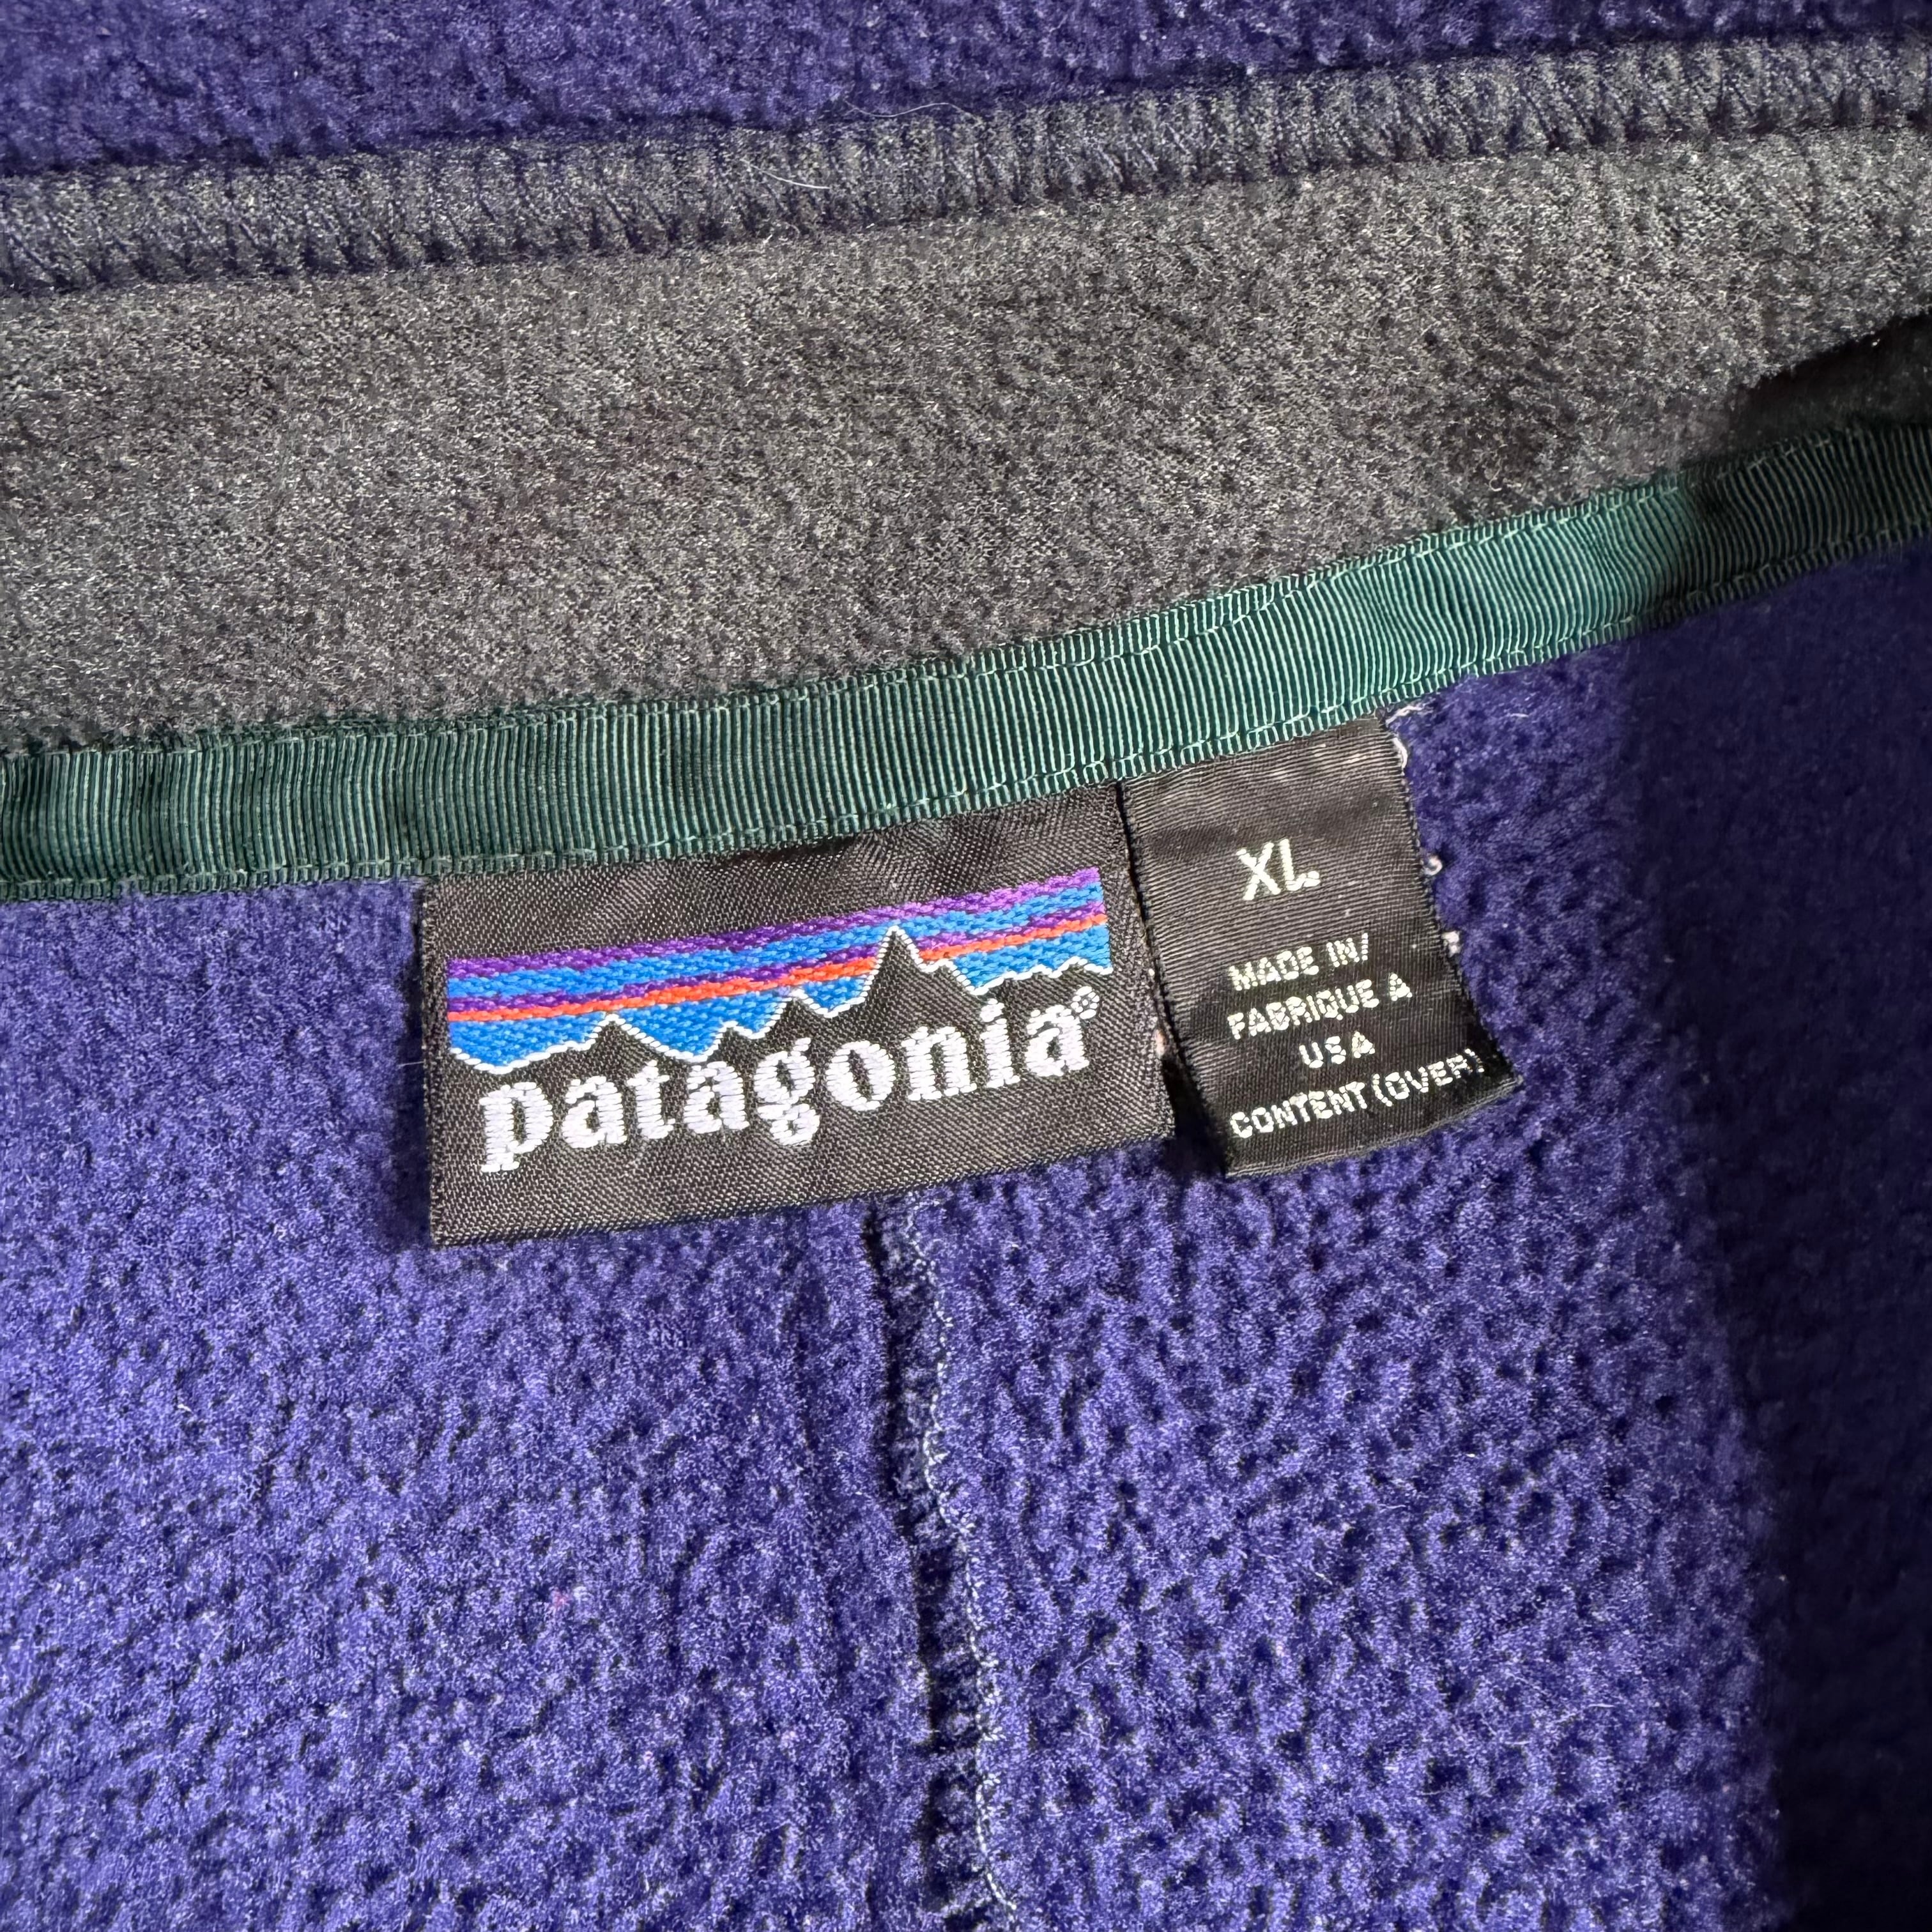 patagonia®
XL
MADE IN/
FABRIQUE A
USA
CONTENT (OVER)